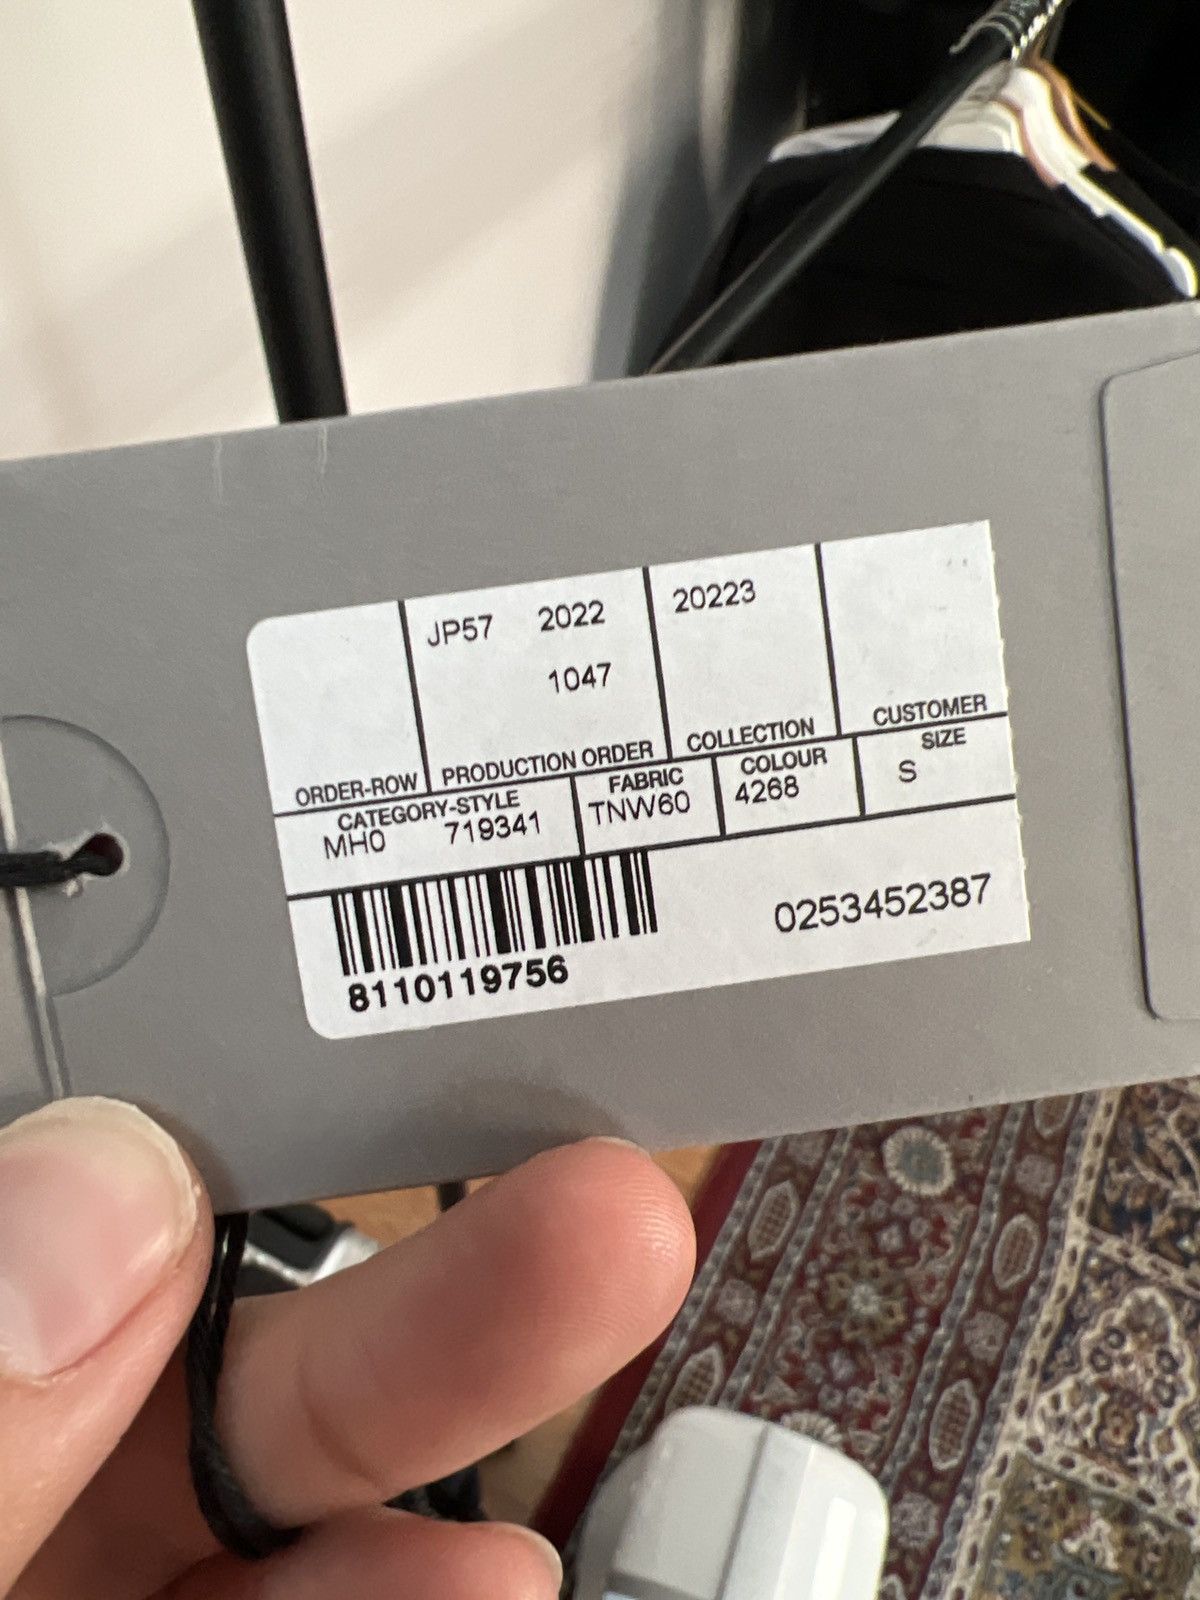 JP57 2022 20223
1047
ORDER-ROW PRODUCTION ORDER COLLECTION CUSTOMER
CATEGORY-STYLE FABRIC COLOUR SIZE
MH0 719341 TNW60 4268 S
8110119756 0253452387